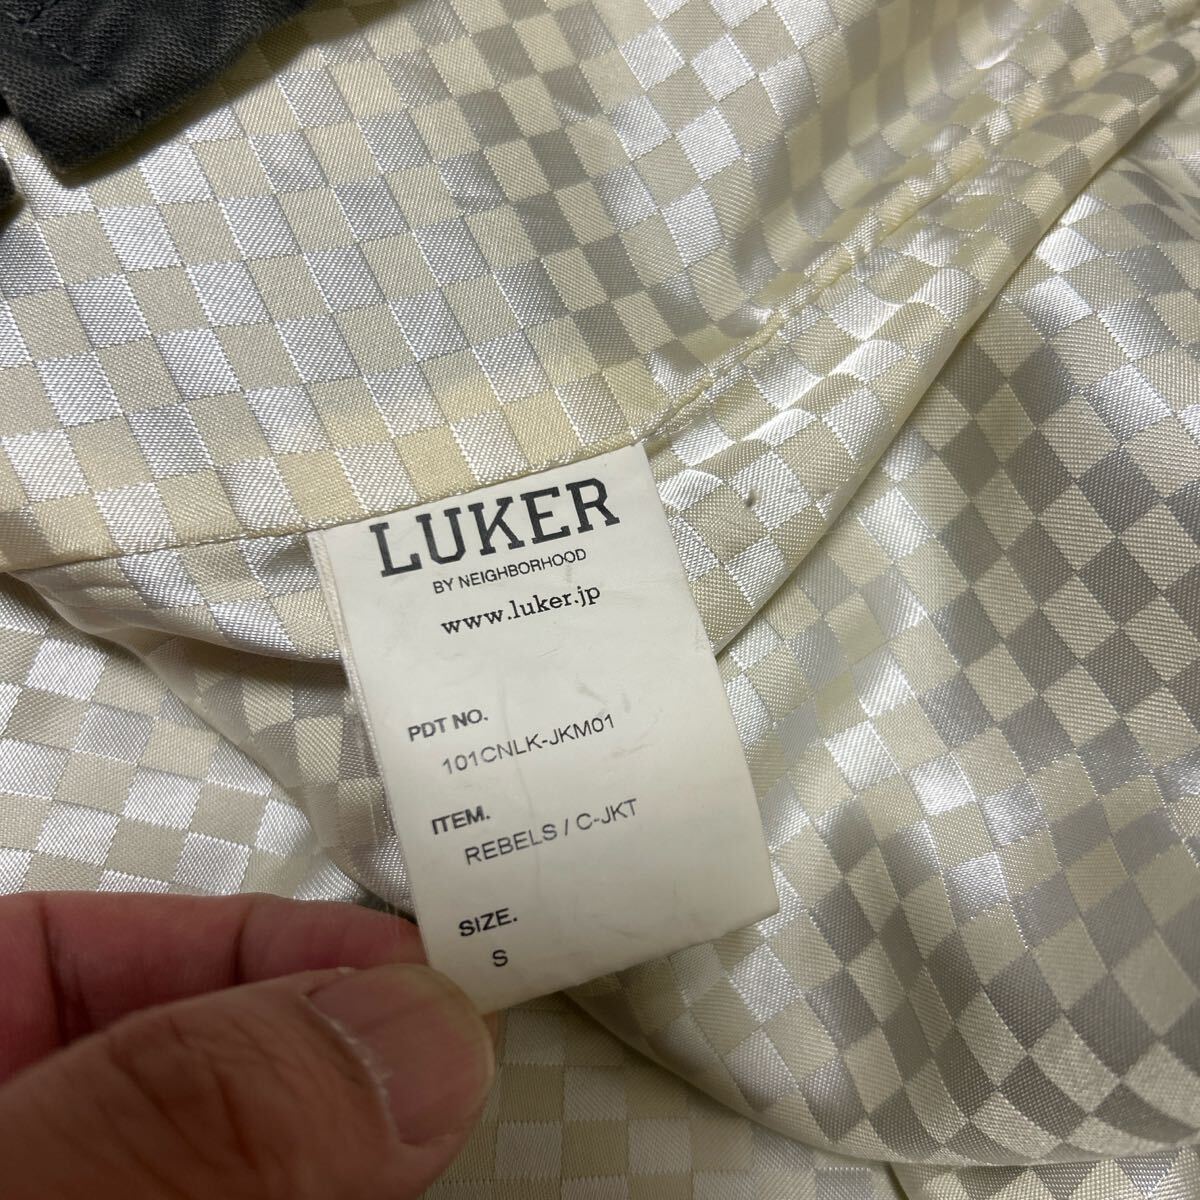 LUKER
BY NEIGHBORHOOD
www.luker.jp
PDT NO.
101CNLK-JKM01
ITEM.
REBELS / C-JKT
SIZE.
S